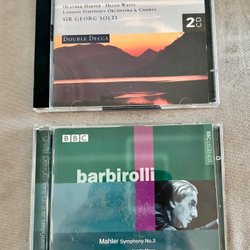 HEATHER HARPER · HELEN WATTS
LONDON SYMPHONY ORCHESTRA & CHORUS
SIR GEORG SOLTI
DOUBLE DECCA
2CD
BBC
barbirolli
Mahler Symphony No.3